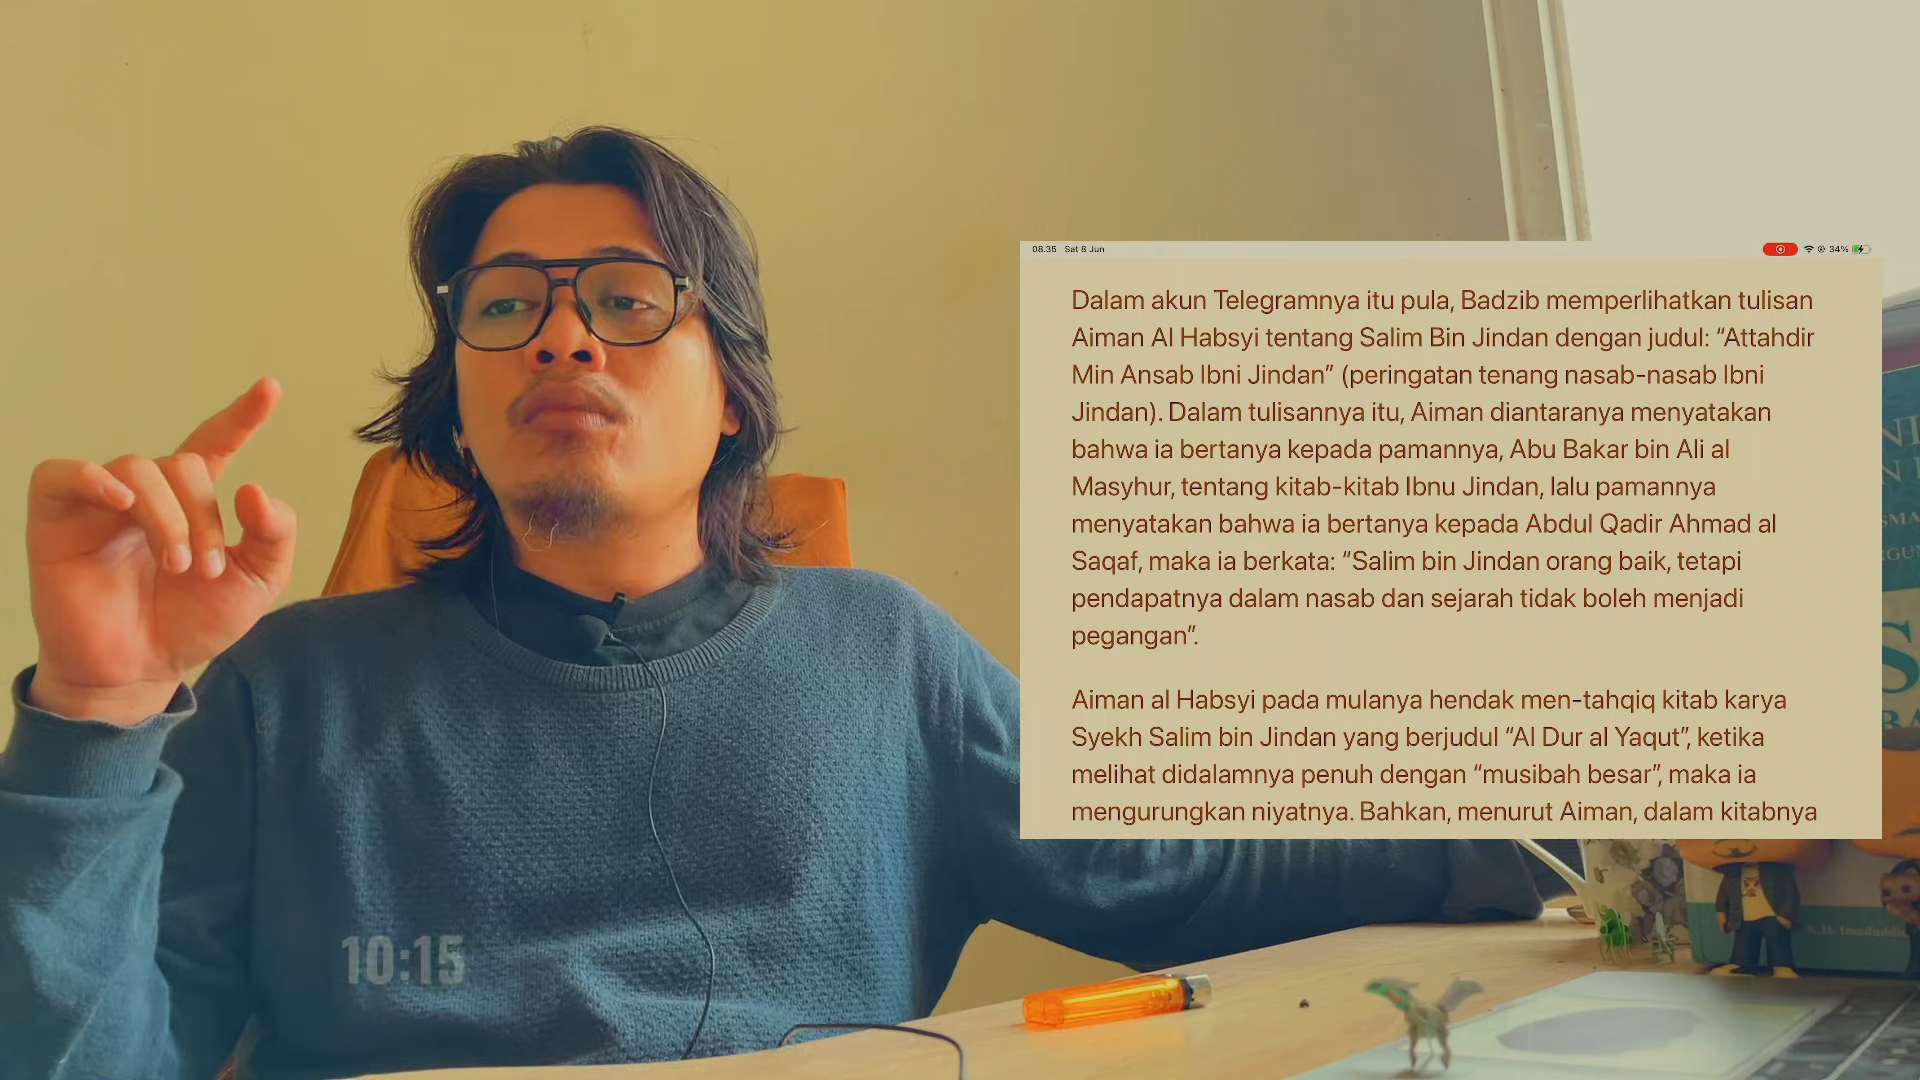 08.35 Sat 8 Jun
34%
Dalam akun Telegramnya itu pula, Badzib memperlihatkan tulisan
Aiman Al Habsyi tentang Salim Bin Jindan dengan judul: “Attahdir
Min Ansab Ibni Jindan” (peringatan tenang nasab-nasab Ibni
Jindan). Dalam tulisannya itu, Aiman diantaranya menyatakan
bahwa ia bertanya kepada pamannya, Abu Bakar bin Ali al
Masyhur, tentang kitab-kitab Ibnu Jindan, lalu pamannya
menyatakan bahwa ia bertanya kepada Abdul Qadir Ahmad al
Saqaf, maka ia berkata: “Salim bin Jindan orang baik, tetapi
pendapatnya dalam nasab dan sejarah tidak boleh menjadi
pegangan”.
Aiman al Habsyi pada mulanya hendak men-tahqiq kitab karya
Syekh Salim bin Jindan yang berjudul “Al Dur al Yaqut”, ketika
melihat didalamnya penuh dengan “musibah besar”, maka ia
mengurungkan niyatnya. Bahkan, menurut Aiman, dalam kitabnya
10:15